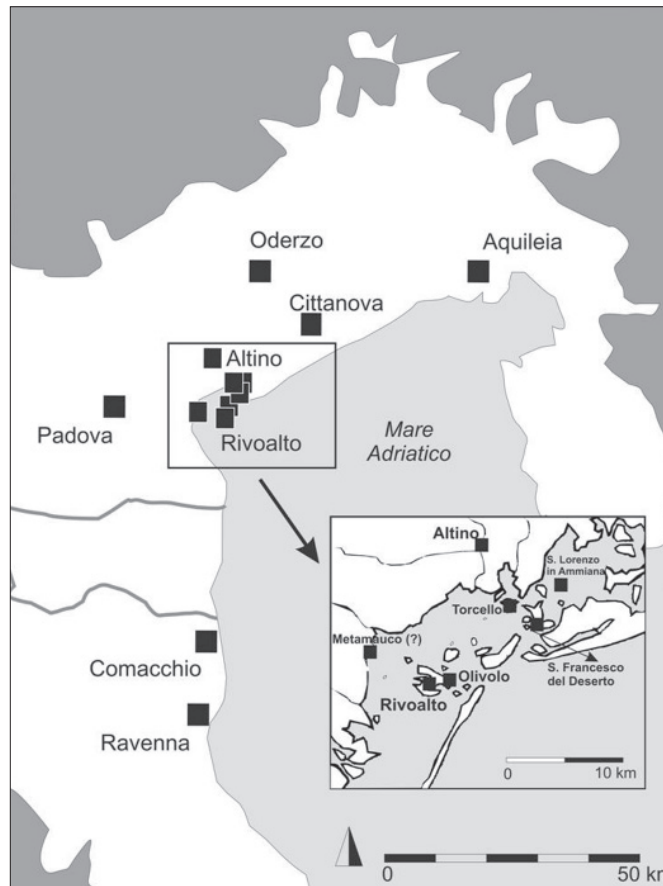 Oderzo
Aquileia
Cittanova
Altino
Padova
Rivoalto
Mare
Adriatico
Altino
S. Lorenzo
in Ammiana
Torcello
Metamauco (?)
S. Francesco
del Deserto
Olivolo
Rivoalto
0 10 km
Comacchio
Ravenna
0 50 km